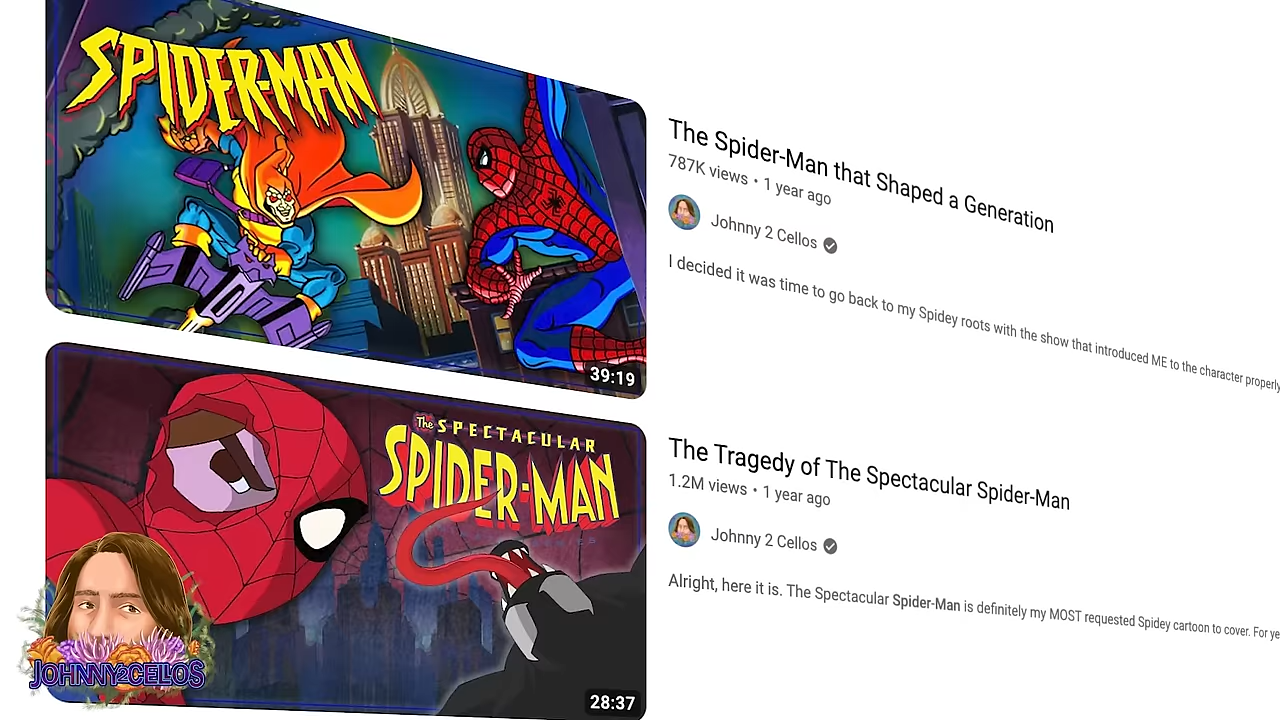 SPIDER-MAN
39:19
The Spider-Man that Shaped a Generation
787K views • 1 year ago
Johnny 2 Cellos
I decided it was time to go back to my Spidey roots with the show that introduced ME to the character properly
The SPECTACULAR
SPIDER-MAN
28:37
The Tragedy of The Spectacular Spider-Man
1.2M views • 1 year ago
Johnny 2 Cellos
Alright, here it is. The Spectacular Spider-Man is definitely my MOST requested Spidey cartoon to cover. For ye
JOHNNY2CELLOS